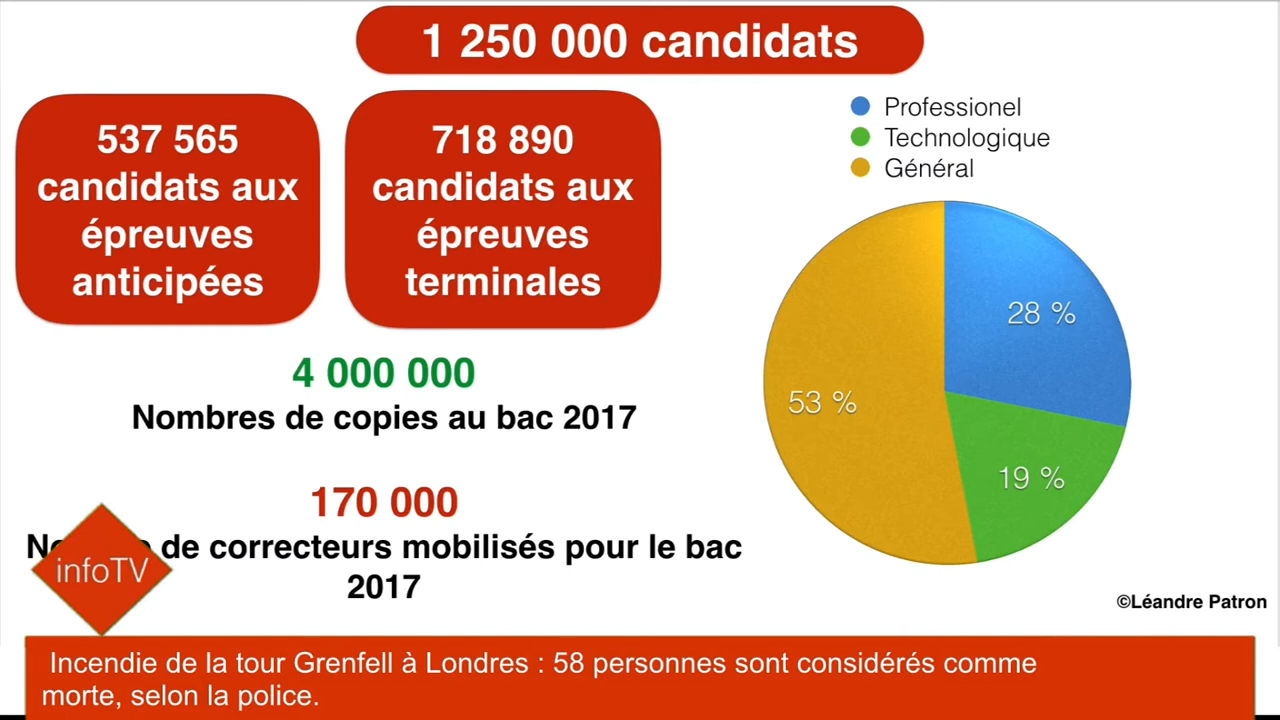 1 250 000 candidats
537 565
candidats aux
épreuves
anticipées
718 890
candidats aux
épreuves
terminales
Professionel
Technologique
Général
28 %
53 %
19 %
4 000 000
Nombres de copies au bac 2017
170 000
de correcteurs mobilisés pour le bac
2017
infoTV
©Léandre Patron
Incendie de la tour Grenfell à Londres : 58 personnes sont considérés comme
morte, selon la police.